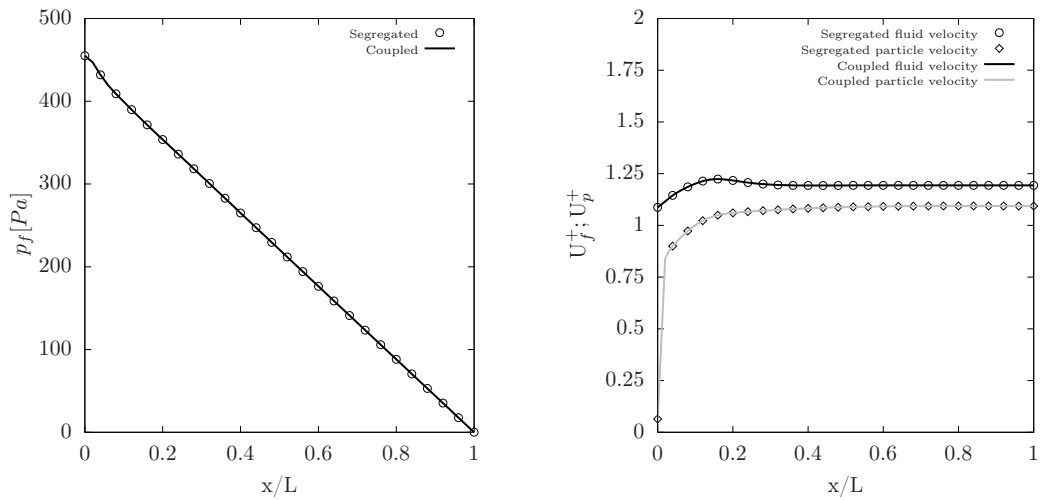 500
400
300
200
100
0
0 0.2 0.4 0.6 0.8 1
x/L
p_f[Pa]
Segregated
Coupled
2
1.75
1.5
1.25
1
0.75
0.5
0.25
0
0 0.2 0.4 0.6 0.8 1
x/L
U_f^+; U_p^+
Segregated fluid velocity
Segregated particle velocity
Coupled fluid velocity
Coupled particle velocity